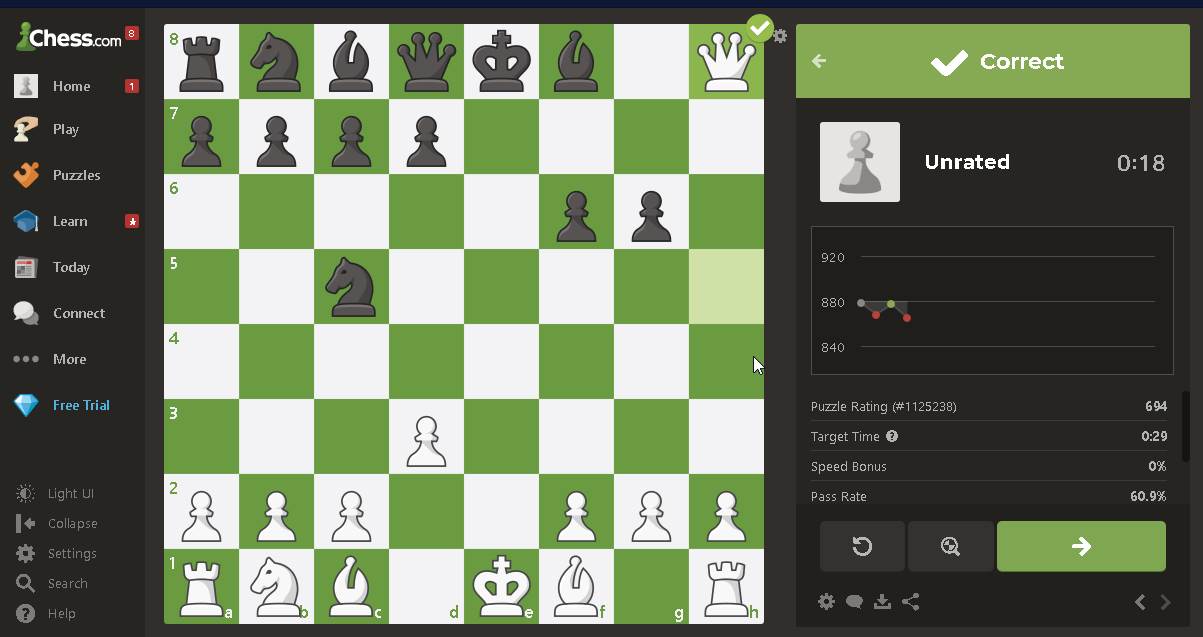 Chess.com 8
Home 1
Play
Puzzles
Learn
Today
Connect
More
Free Trial
Light UI
Collapse
Settings
Search
Help
8
7
6
5
4
3
2
1
a b c d e f g h
Correct
Unrated 0:18
920
880
840
Puzzle Rating (#1125238) 694
Target Time ? 0:29
Speed Bonus 0%
Pass Rate 60.9%